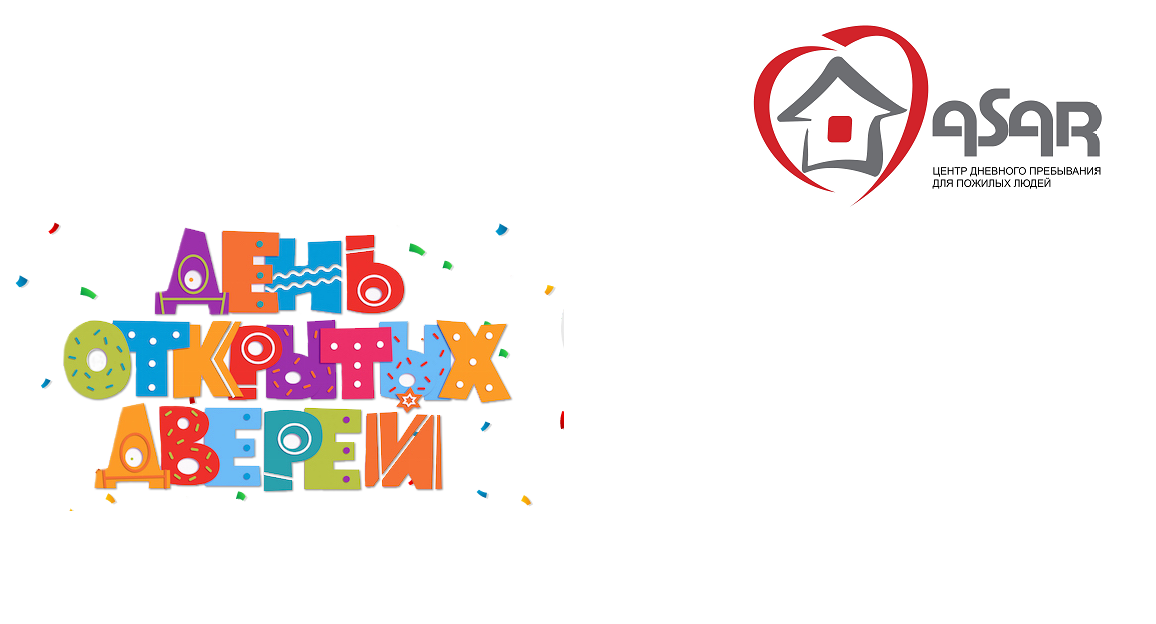 ASAR
ЦЕНТР ДНЕВНОГО ПРЕБЫВАНИЯ
ДЛЯ ПОЖИЛЫХ ЛЮДЕЙ
ДЕНЬ
ОТКРЫТЫХ
ДВЕРЕЙ